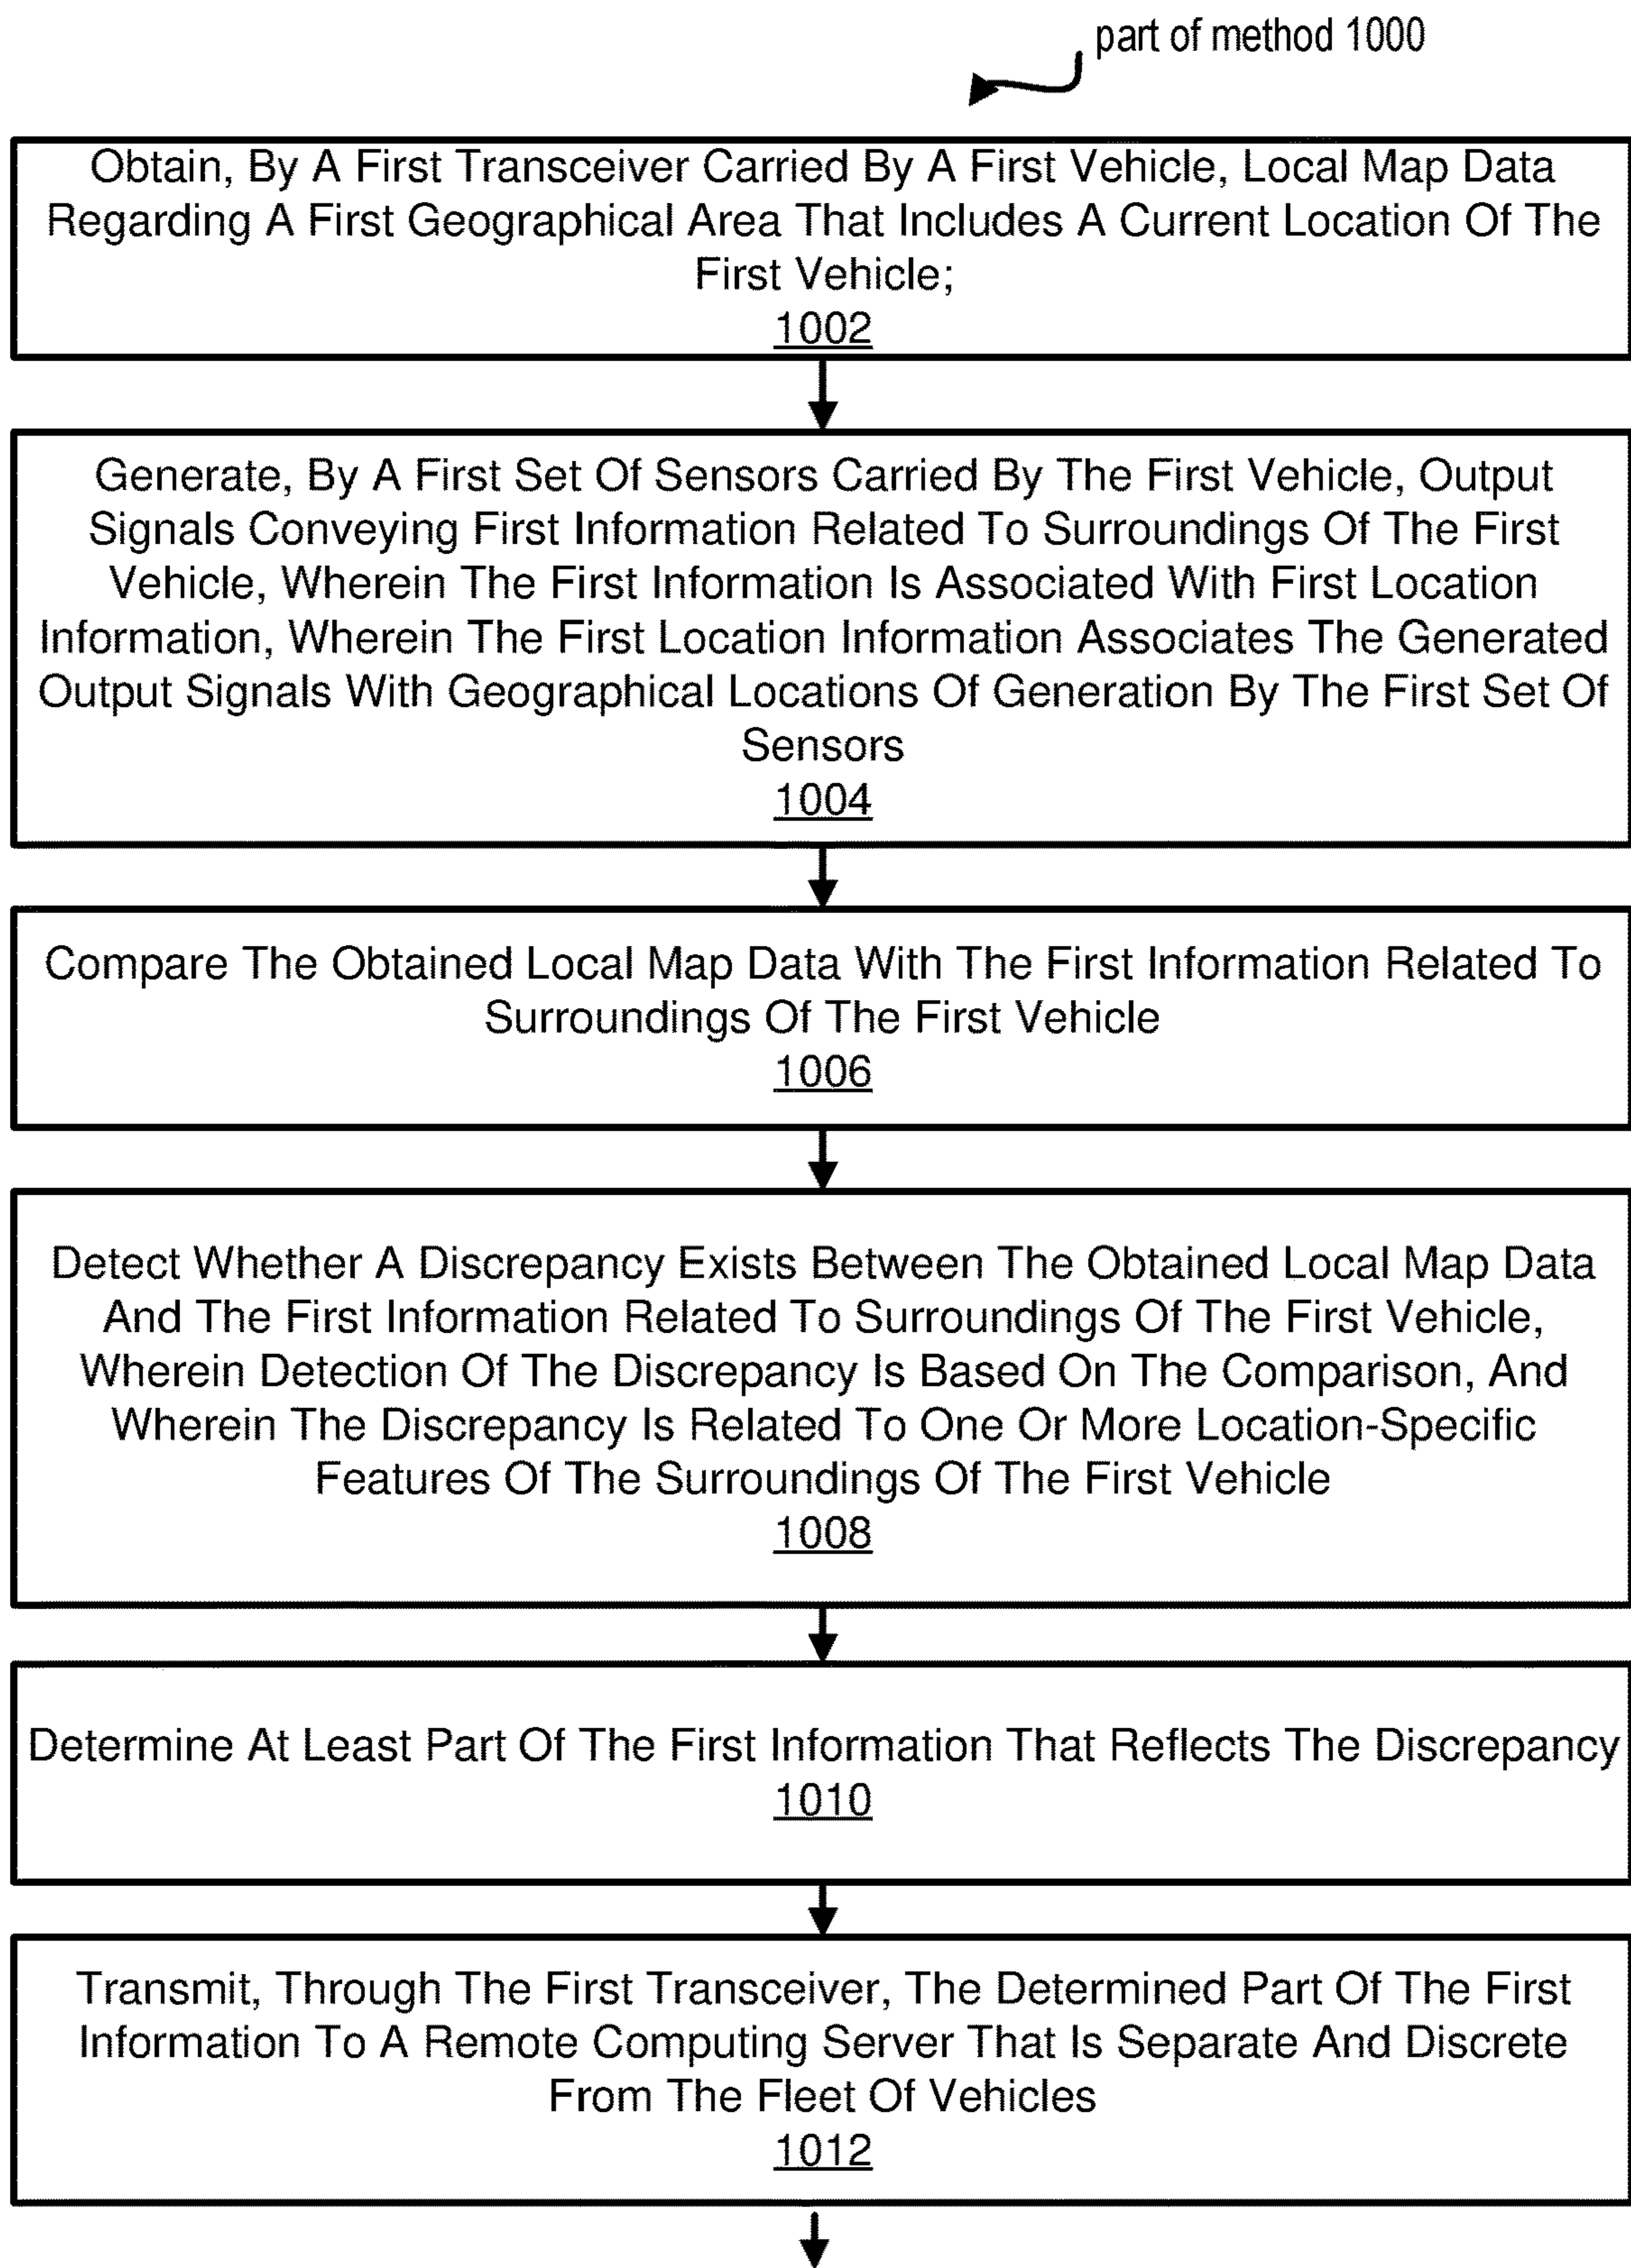 part of method 1000
Obtain, By A First Transceiver Carried By A First Vehicle, Local Map Data
Regarding A First Geographical Area That Includes A Current Location Of The
First Vehicle;
1002
Generate, By A First Set Of Sensors Carried By The First Vehicle, Output
Signals Conveying First Information Related To Surroundings Of The First
Vehicle, Wherein The First Information Is Associated With First Location
Information, Wherein The First Location Information Associates The Generated
Output Signals With Geographical Locations Of Generation By The First Set Of
Sensors
1004
Compare The Obtained Local Map Data With The First Information Related To
Surroundings Of The First Vehicle
1006
Detect Whether A Discrepancy Exists Between The Obtained Local Map Data
And The First Information Related To Surroundings Of The First Vehicle,
Wherein Detection Of The Discrepancy Is Based On The Comparison, And
Wherein The Discrepancy Is Related To One Or More Location-Specific
Features Of The Surroundings Of The First Vehicle
1008
Determine At Least Part Of The First Information That Reflects The Discrepancy
1010
Transmit, Through The First Transceiver, The Determined Part Of The First
Information To A Remote Computing Server That Is Separate And Discrete
From The Fleet Of Vehicles
1012